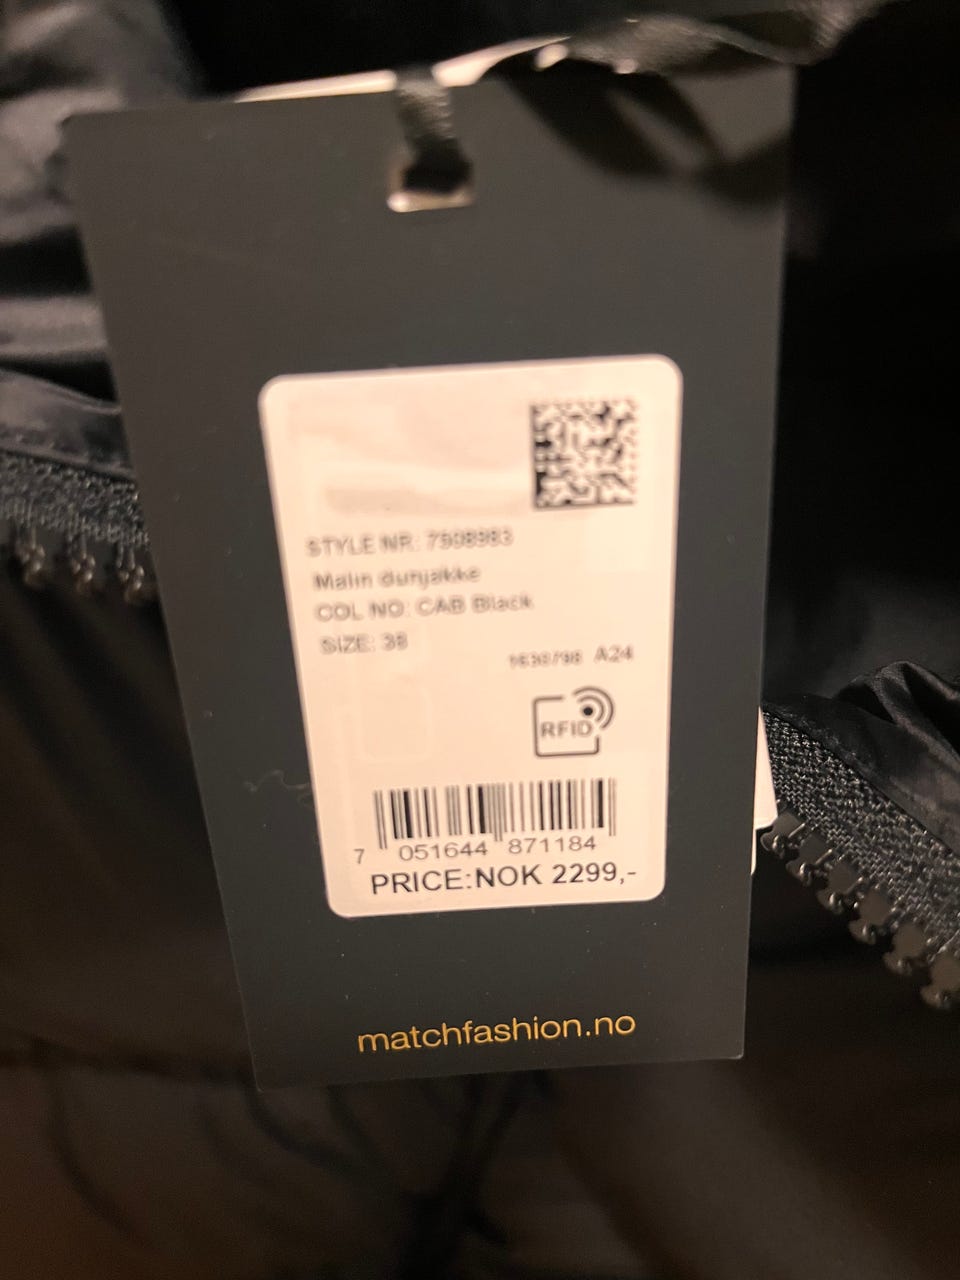 STYLE NR: 7508983
Malin dunjakke
COL NO: CAB Black
SIZE: 38
A24
RFID
7 051644 871184
PRICE:NOK 2299,-
matchfashion.no